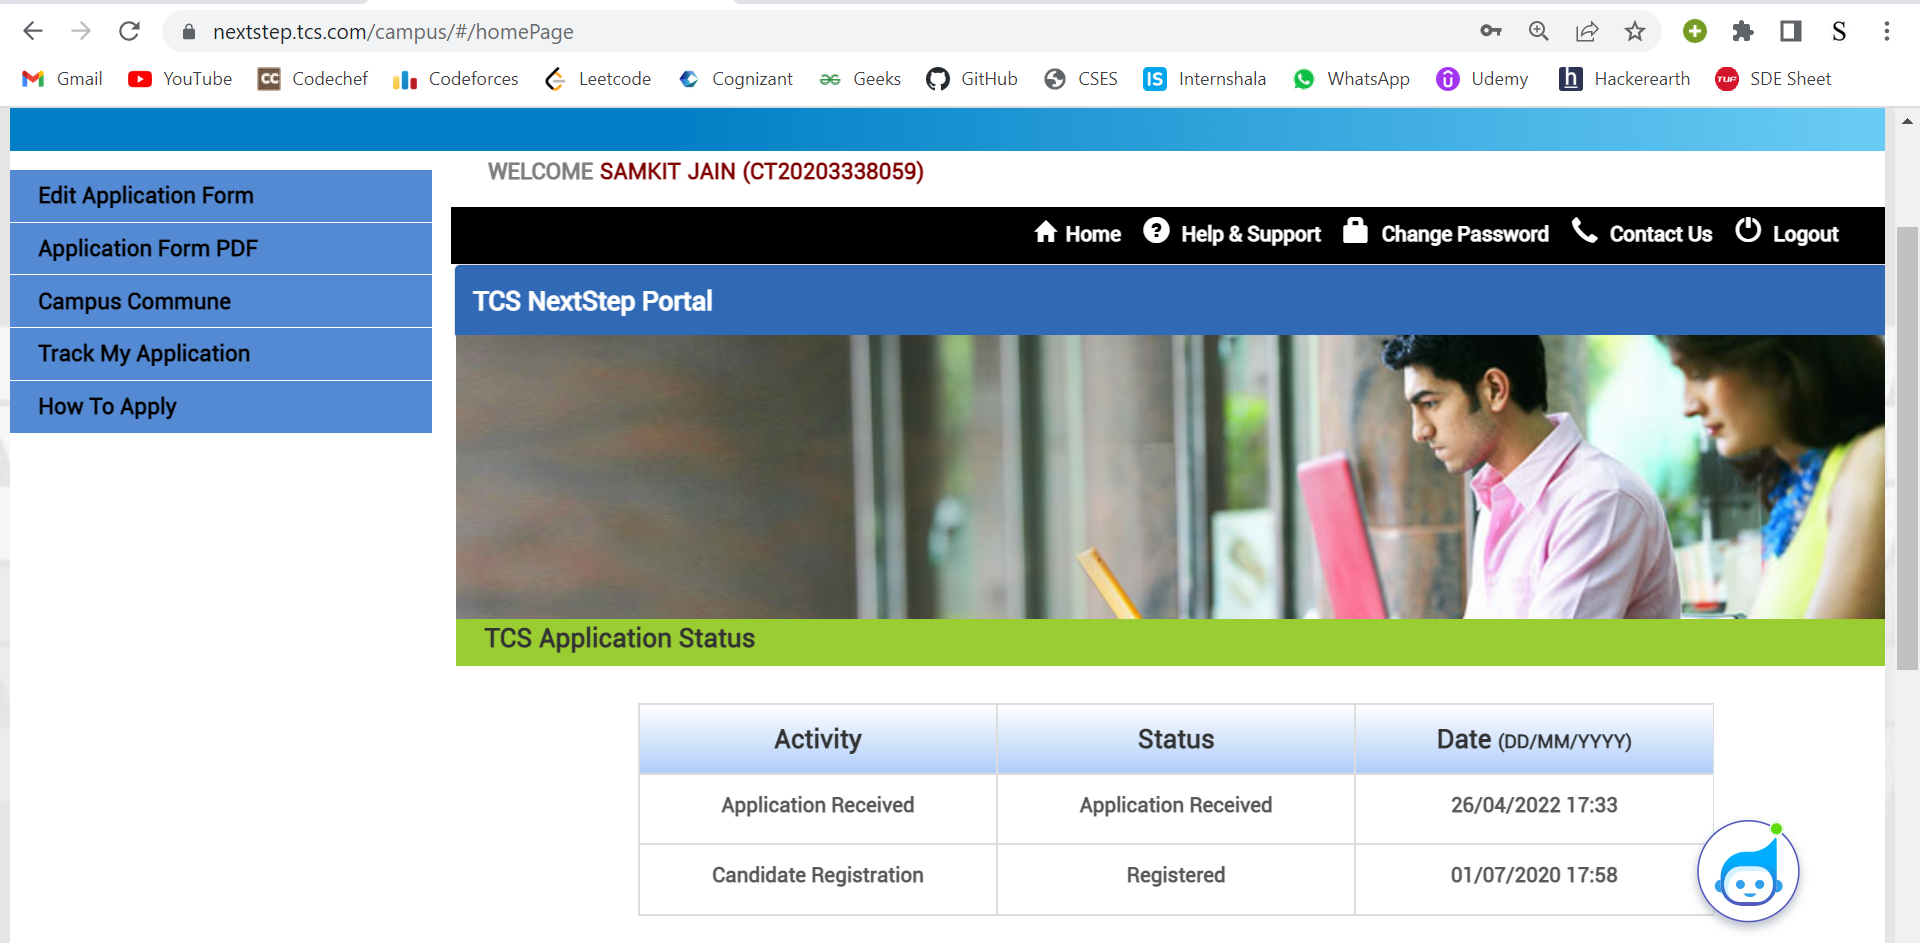 nextstep.tcs.com/campus/#/homePage
S
Gmail YouTube CC Codechef Codeforces Leetcode Cognizant Geeks GitHub CSES IS Internshala WhatsApp Udemy h Hackerearth TUF SDE Sheet
WELCOME SAMKIT JAIN (CT20203338059)
Edit Application Form
Application Form PDF
Campus Commune
Track My Application
How To Apply
Home ? Help & Support Change Password Contact Us Logout
TCS NextStep Portal
TCS Application Status
Activity Status Date (DD/MM/YYYY)
Application Received Application Received 26/04/2022 17:33
Candidate Registration Registered 01/07/2020 17:58